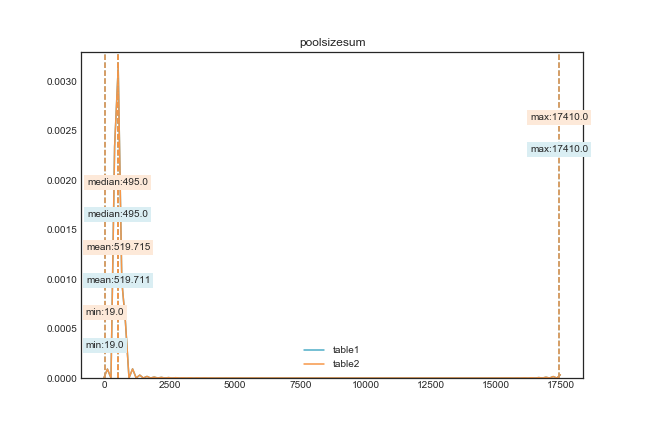 poolsizesum
0.0030
0.0025
0.0020
0.0015
0.0010
0.0005
0.0000
max:17410.0
max:17410.0
median:495.0
median:495.0
mean:519.715
mean:519.711
min:19.0
min:19.0
table1
table2
0
2500
5000
7500
10000
12500
15000
17500